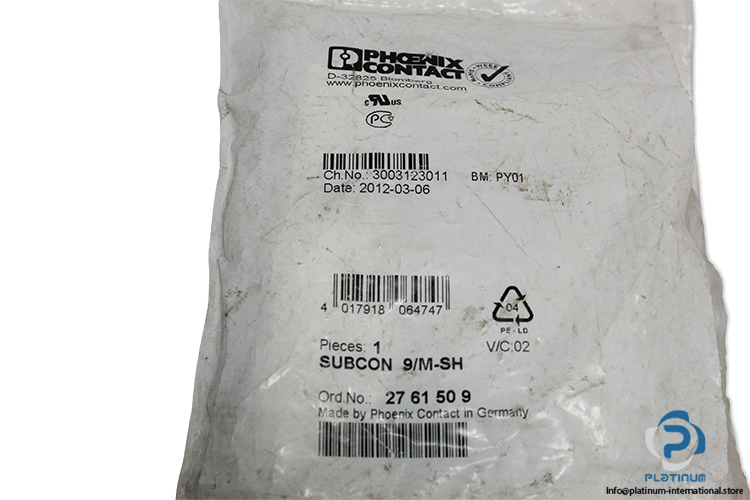 PHOENIX
CONTACT
D-32825 Blomberg
www.phoenixcontact.com
c RU US
PC
Ch.No.: 3003123011 BM: PY01
Date: 2012-03-06
4 017918 064747
04
PE-LD
Pieces: 1 V/C:02
SUBCON 9/M-SH
Ord.No.: 27 61 50 9
Made by Phoenix Contact in Germany
PLATINUM
Info@platinum-international.store